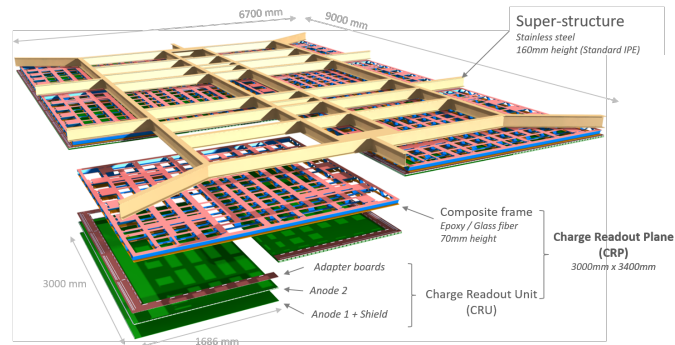 6700 mm
9000 mm
Super-structure
Stainless steel
160mm height (Standard IPE)
Composite frame
Epoxy / Glass fiber
70mm height
Charge Readout Plane
(CRP)
3000mm x 3400mm
Adapter boards
Anode 2
Anode 1 + Shield
Charge Readout Unit
(CRU)
3000 mm
1686 mm